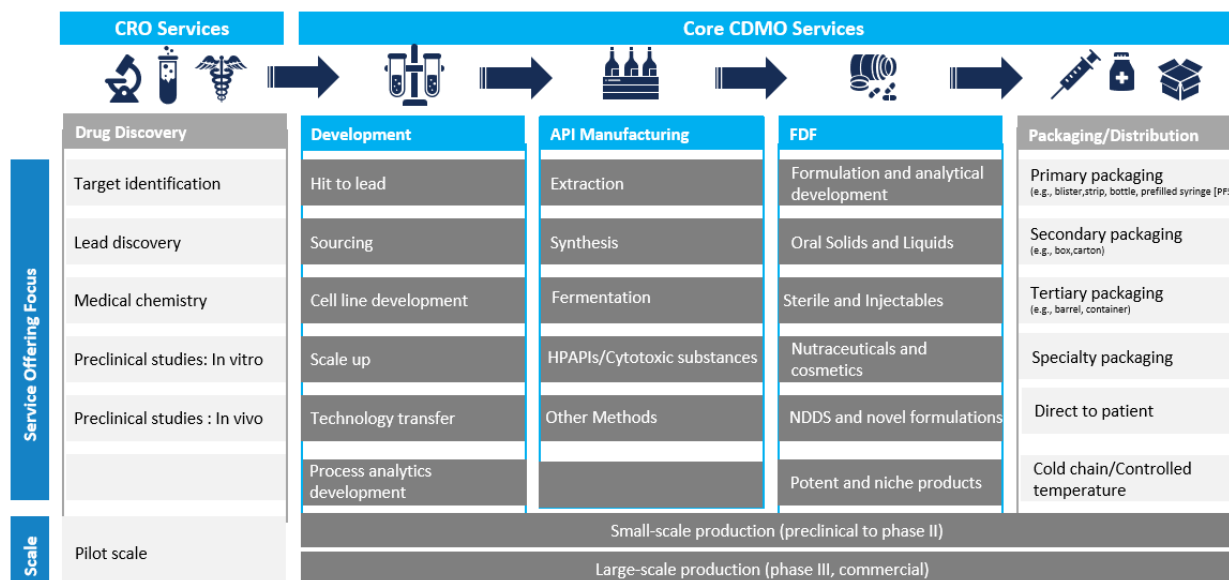 CRO Services
Core CDMO Services
Drug Discovery
Development
API Manufacturing
FDF
Packaging/Distribution
Service Offering Focus
Target identification
Hit to lead
Extraction
Formulation and analytical
development
Primary packaging
(e.g., blister,strip, bottle, prefilled syringe [PF
Lead discovery
Sourcing
Synthesis
Oral Solids and Liquids
Secondary packaging
(e.g., box,carton)
Medical chemistry
Cell line development
Fermentation
Sterile and Injectables
Tertiary packaging
(e.g., barrel, container)
Preclinical studies: In vitro
Scale up
HPAPIs/Cytotoxic substances
Nutraceuticals and
cosmetics
Specialty packaging
Preclinical studies : In vivo
Technology transfer
Other Methods
NDDS and novel formulations
Direct to patient
Process analytics
development
Potent and niche products
Cold chain/Controlled
temperature
Scale
Pilot scale
Small-scale production (preclinical to phase II)
Large-scale production (phase III, commercial)